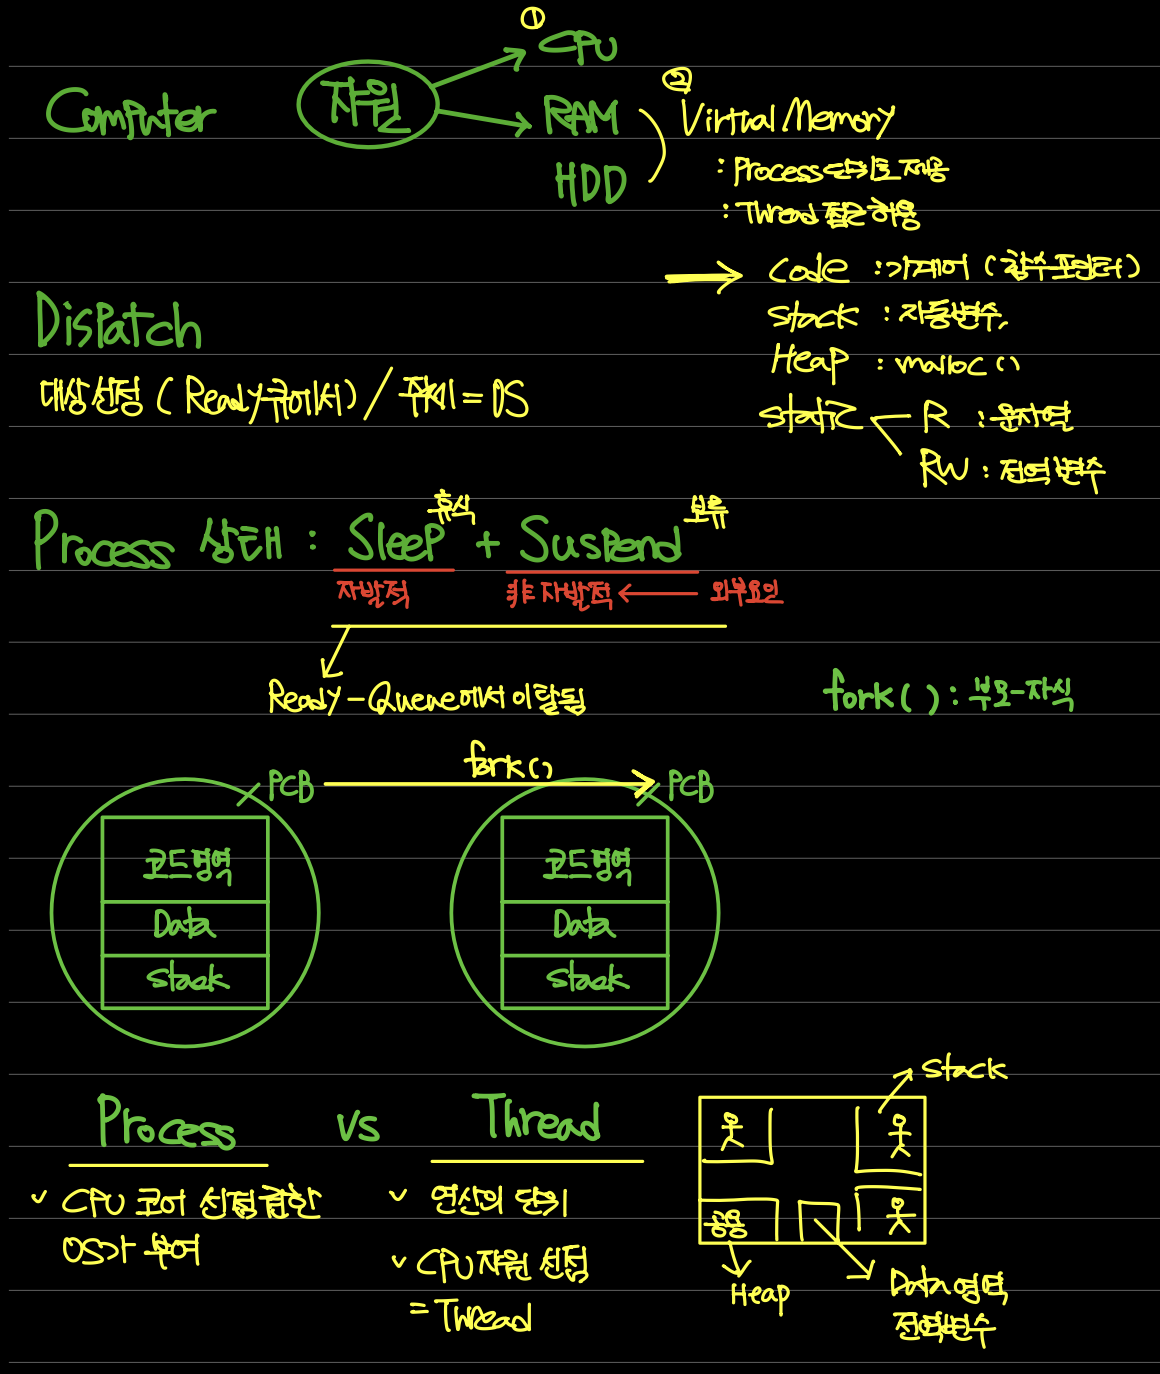 ①
CPU
Computer 자원 RAM
HDD
② Virtual Memory
: Process 단위로 제공
: Thread 접근 허용
Code : 기계어 (함수포인터)
Stack : 자동변수,
Heap : malloc()
static R : 문자열
RW : 전역변수
Dispatch
대상 선정 (Ready큐에서) / 주체 = OS
Process 상태 : Sleep 휴식 + Suspend 보류
자발적 非 자발적 ← 외부요인
Ready-Queue에서 이탈됨
fork() : 부모-자식
fork()
PCB PCB
코드영역 코드영역
Data Data
Stack Stack
Process vs Thread
✓ CPU 코어 선점권한
OS가 부여
✓ 연산의 단위
✓ CPU 자원 선점
= Thread
Stack
공용
Heap
Data영역
전역변수